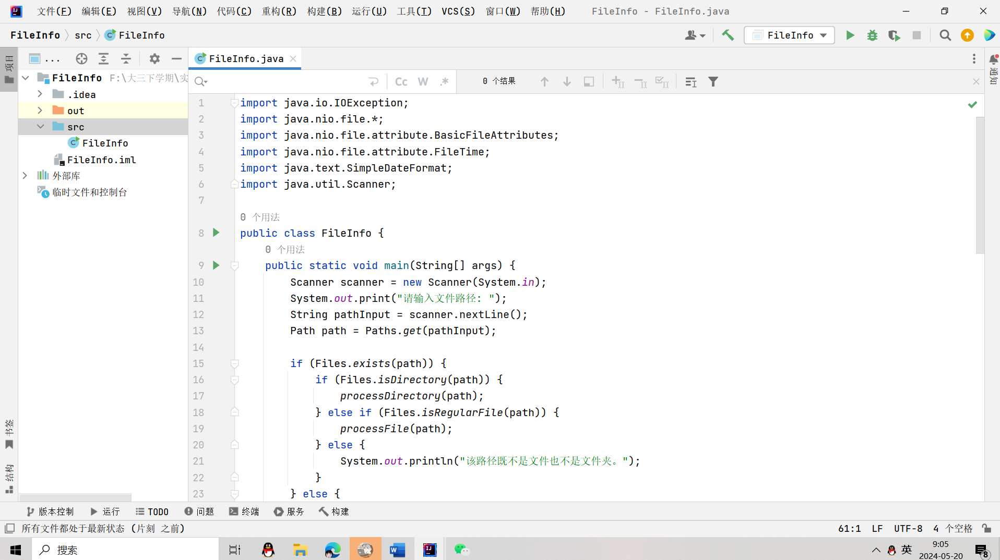 文件(F) 编辑(E) 视图(V) 导航(N) 代码(C) 重构(R) 构建(B) 运行(U) 工具(T) VCS(S) 窗口(W) 帮助(H) FileInfo - FileInfo.java
FileInfo src FileInfo
FileInfo
项目
...
FileInfo.java
通知
FileInfo F:\大三下学期\实
.idea
out
src
FileInfo
FileInfo.iml
外部库
临时文件和控制台
书签
结构
Cc W .* 0 个结果
1 import java.io.IOException;
2 import java.nio.file.*;
3 import java.nio.file.attribute.BasicFileAttributes;
4 import java.nio.file.attribute.FileTime;
5 import java.text.SimpleDateFormat;
6 import java.util.Scanner;
7
0 个用法
8 public class FileInfo {
0 个用法
9 public static void main(String[] args) {
10 Scanner scanner = new Scanner(System.in);
11 System.out.print("请输入文件路径: ");
12 String pathInput = scanner.nextLine();
13 Path path = Paths.get(pathInput);
14
15 if (Files.exists(path)) {
16 if (Files.isDirectory(path)) {
17 processDirectory(path);
18 } else if (Files.isRegularFile(path)) {
19 processFile(path);
20 } else {
21 System.out.println("该路径既不是文件也不是文件夹。");
22 }
23 } else {
版本控制 运行 TODO 问题 终端 服务 构建
所有文件都处于最新状态 (片刻 之前) 61:1 LF UTF-8 4 个空格
搜索
英
9:05
2024-05-20
8